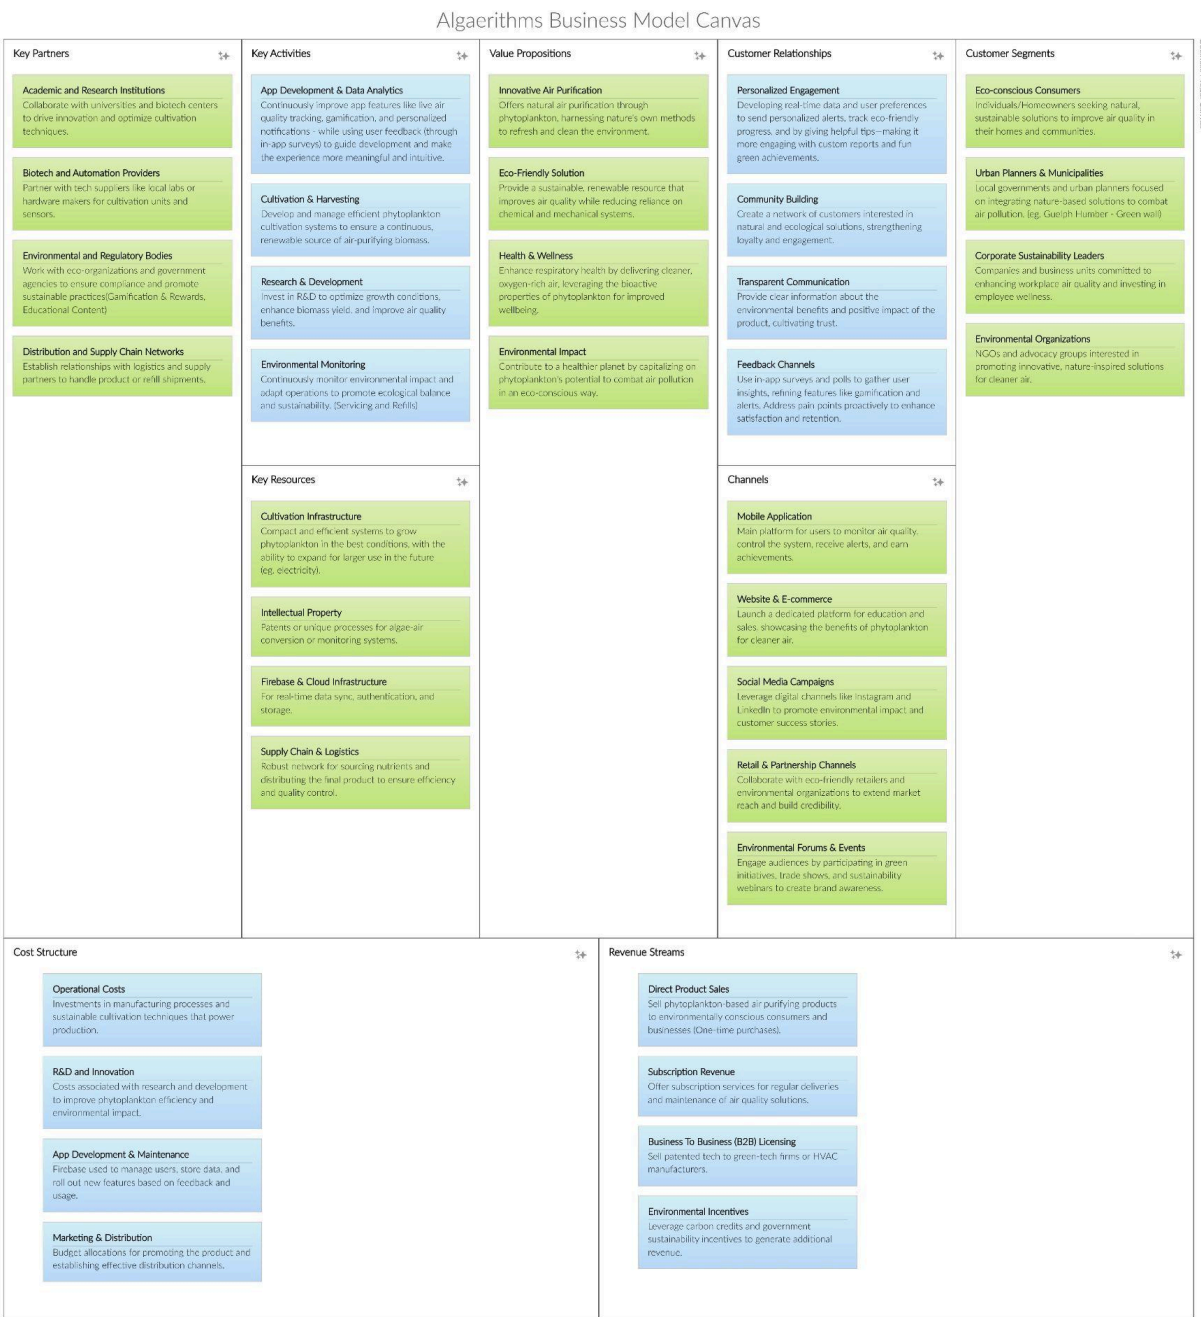 Algaerithms Business Model Canvas
Key Partners
Academic and Research Institutions
Collaborate with universities and biotech centers
to drive innovation and optimize cultivation
techniques.
Biotech and Automation Providers
Partner with tech suppliers like local labs or
hardware makers for cultivation units and
sensors.
Environmental and Regulatory Bodies
Work with eco-organizations and government
agencies to ensure compliance and promote
sustainable practices(Gamification & Rewards,
Educational Content)
Distribution and Supply Chain Networks
Establish relationships with logistics and supply
partners to handle product or refill shipments.
Key Activities
App Development & Data Analytics
Continuously improve app features like live air
quality tracking, gamification, and personalized
notifications - while using user feedback (through
in-app surveys) to guide development and make
the experience more meaningful and intuitive.
Cultivation & Harvesting
Develop and manage efficient phytoplankton
cultivation systems to ensure a continuous,
renewable source of air-purifying biomass.
Research & Development
Invest in R&D to optimize growth conditions,
enhance biomass yield, and improve air quality
benefits.
Environmental Monitoring
Continuously monitor environmental impact and
adapt operations to promote ecological balance
and sustainability. (Servicing and Refills)
Key Resources
Cultivation Infrastructure
Compact and efficient systems to grow
phytoplankton in the best conditions, with the
ability to expand for larger use in the future
(eg. electricity).
Intellectual Property
Patents or unique processes for algae-air
conversion or monitoring systems.
Firebase & Cloud Infrastructure
For real-time data sync, authentication, and
storage.
Supply Chain & Logistics
Robust network for sourcing nutrients and
distributing the final product to ensure efficiency
and quality control.
Value Propositions
Innovative Air Purification
Offers natural air purification through
phytoplankton, harnessing nature's own methods
to refresh and clean the environment.
Eco-Friendly Solution
Provide a sustainable, renewable resource that
improves air quality while reducing reliance on
chemical and mechanical systems.
Health & Wellness
Enhance respiratory health by delivering cleaner,
oxygen-rich air, leveraging the bioactive
properties of phytoplankton for improved
wellbeing.
Environmental Impact
Contribute to a healthier planet by capitalizing on
phytoplankton's potential to combat air pollution
in an eco-conscious way.
Customer Relationships
Personalized Engagement
Developing real-time data and user preferences
to send personalized alerts, track eco-friendly
progress, and by giving helpful tips—making it
more engaging with custom reports and fun
green achievements.
Community Building
Create a network of customers interested in
natural and ecological solutions, strengthening
loyalty and engagement.
Transparent Communication
Provide clear information about the
environmental benefits and positive impact of the
product, cultivating trust.
Feedback Channels
Use in-app surveys and polls to gather user
insights, refining features like gamification and
alerts. Address pain points proactively to enhance
satisfaction and retention.
Channels
Mobile Application
Main platform for users to monitor air quality,
control the system, receive alerts, and earn
achievements.
Website & E-commerce
Launch a dedicated platform for education and
sales, showcasing the benefits of phytoplankton
for cleaner air.
Social Media Campaigns
Leverage digital channels like Instagram and
LinkedIn to promote environmental impact and
customer success stories.
Retail & Partnership Channels
Collaborate with eco-friendly retailers and
environmental organizations to extend market
reach and build credibility.
Environmental Forums & Events
Engage audiences by participating in green
initiatives, trade shows, and sustainability
webinars to create brand awareness.
Customer Segments
Eco-conscious Consumers
Individuals/Homeowners seeking natural,
sustainable solutions to improve air quality in
their homes and communities.
Urban Planners & Municipalities
Local governments and urban planners focused
on integrating nature-based solutions to combat
air pollution. (eg. Guelph Humber - Green wall)
Corporate Sustainability Leaders
Companies and business units committed to
enhancing workplace air quality and investing in
employee wellness.
Environmental Organizations
NGOs and advocacy groups interested in
promoting innovative, nature-inspired solutions
for cleaner air.
Cost Structure
Operational Costs
Investments in manufacturing processes and
sustainable cultivation techniques that power
production.
R&D and Innovation
Costs associated with research and development
to improve phytoplankton efficiency and
environmental impact.
App Development & Maintenance
Firebase used to manage users, store data, and
roll out new features based on feedback and
usage.
Marketing & Distribution
Budget allocations for promoting the product and
establishing effective distribution channels.
Revenue Streams
Direct Product Sales
Sell phytoplankton-based air purifying products
to environmentally conscious consumers and
businesses (One-time purchases).
Subscription Revenue
Offer subscription services for regular deliveries
and maintenance of air quality solutions.
Business To Business (B2B) Licensing
Sell patented tech to green-tech firms or HVAC
manufacturers.
Environmental Incentives
Leverage carbon credits and government
sustainability incentives to generate additional
revenue.